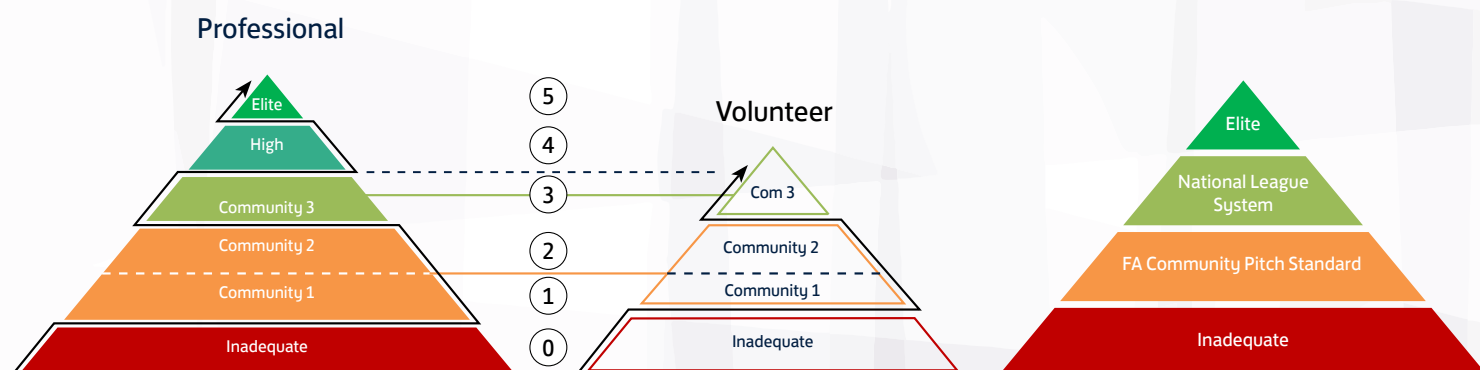 Professional
Elite
High
Community 3
Community 2
Community 1
Inadequate
5
4
3
2
1
0
Volunteer
Com 3
Community 2
Community 1
Inadequate
Elite
National League
System
FA Community Pitch Standard
Inadequate